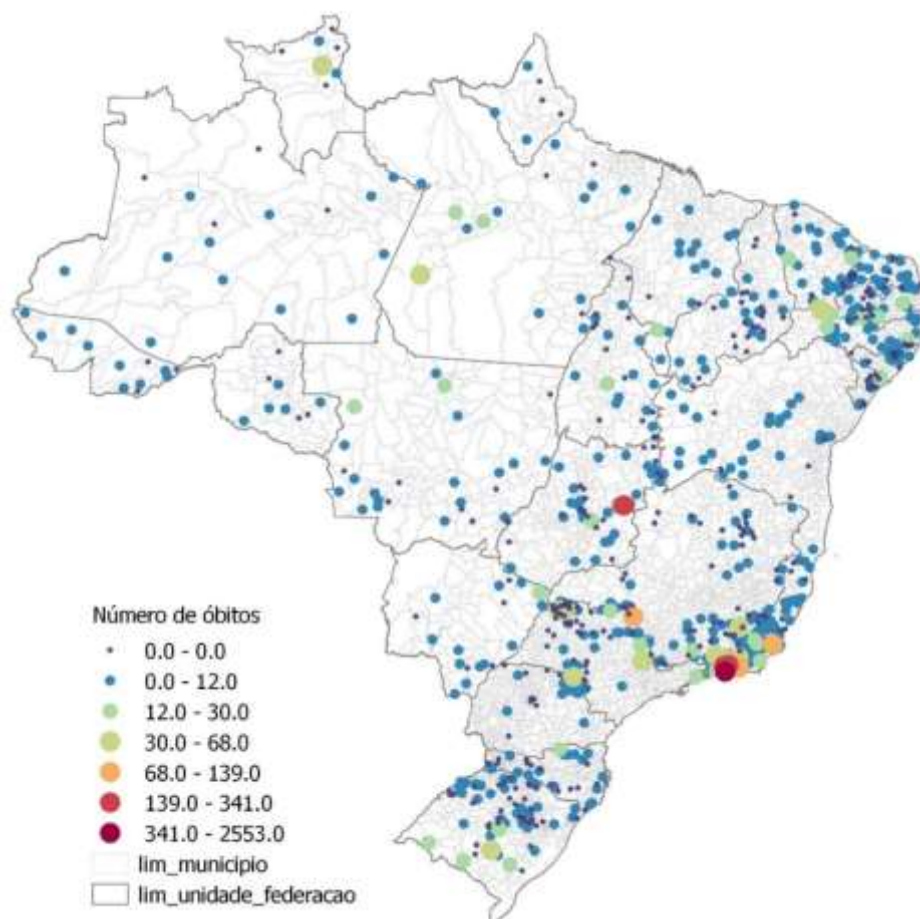 Número de óbitos
0.0 - 0.0
0.0 - 12.0
12.0 - 30.0
30.0 - 68.0
68.0 - 139.0
139.0 - 341.0
341.0 - 2553.0
lim_municipio
lim_unidade_federacao